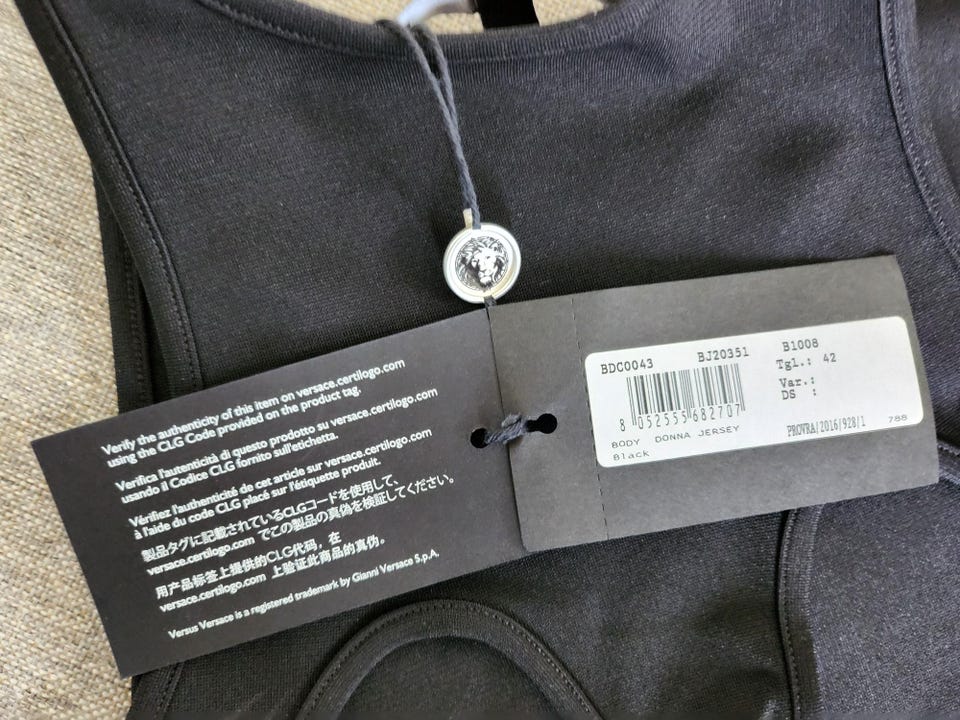 Verify the authenticity of this item on versace.certilogo.com
using the CLG Code provided on the product tag.
Verifica l'autenticità di questo prodotto su versace.certilogo.com
usando il Codice CLG fornito sull'etichetta.
Vérifiez l'authenticité de cet article sur versace.certilogo.com
à l'aide du code CLG placé sur l'étiquette produit.
製品タグに記載されているCLGコードを使用して、
versace.certilogo.com でこの製品の真偽を検証してください。
用产品标签上提供的CLG代码，在
versace.certilogo.com 上验证此商品的真伪。
Versus Versace is a registered trademark by Gianni Versace S.p.A.
BDC0043 BJ20351 B1008
Tgl.: 42
Var.:
DS :
8 052555 682707
BODY DONNA JERSEY
Black
PROVRA/2016/928/1 788